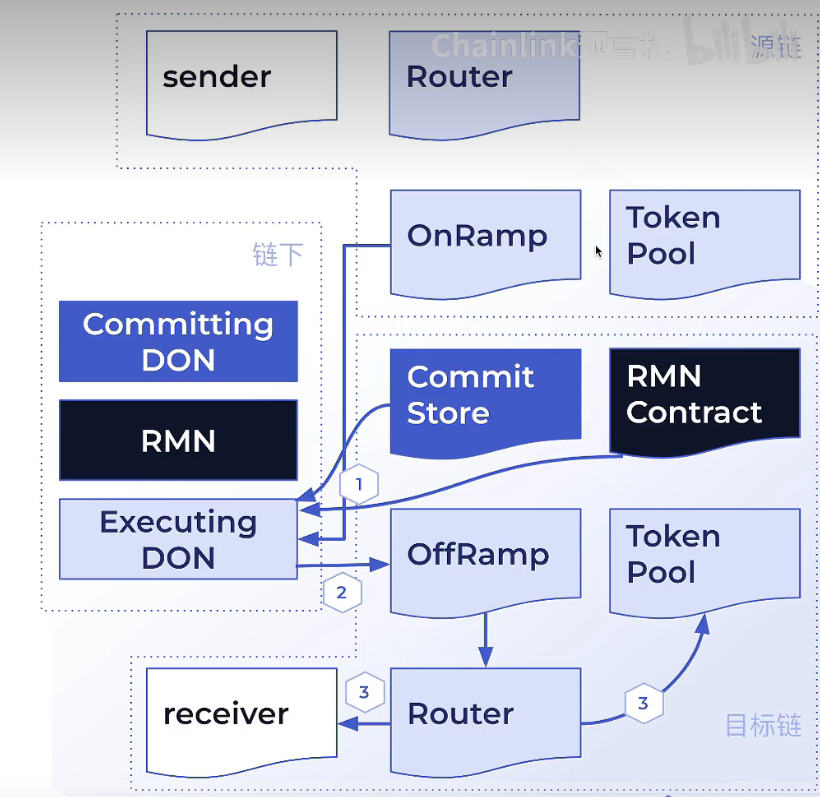 Chainlink预言机 bilibili
源链
sender
Router
OnRamp
Token
Pool
链下
Committing
DON
Commit
Store
RMN
Contract
RMN
1
Executing
DON
OffRamp
Token
Pool
2
receiver
3
Router
3
目标链